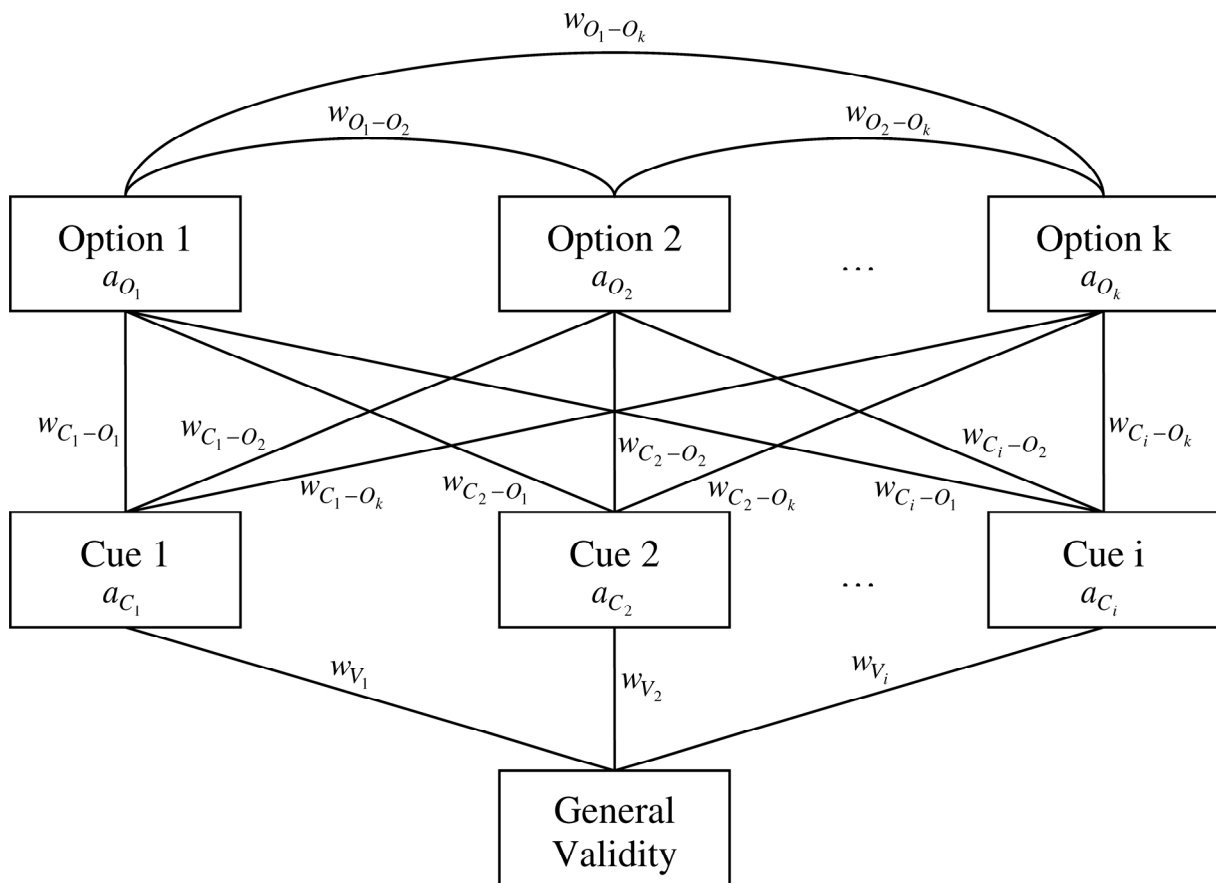 w_{O_1-O_k}
w_{O_1-O_2} w_{O_2-O_k}
Option 1 Option 2 Option k
a_{O_1} a_{O_2} … a_{O_k}
w_{C_1-O_1} w_{C_1-O_2} w_{C_2-O_2} w_{C_i-O_2} w_{C_i-O_k}
w_{C_1-O_k} w_{C_2-O_1} w_{C_2-O_k} w_{C_i-O_1}
Cue 1 Cue 2 Cue i
a_{C_1} a_{C_2} … a_{C_i}
w_{V_1} w_{V_2} w_{V_i}
General
Validity